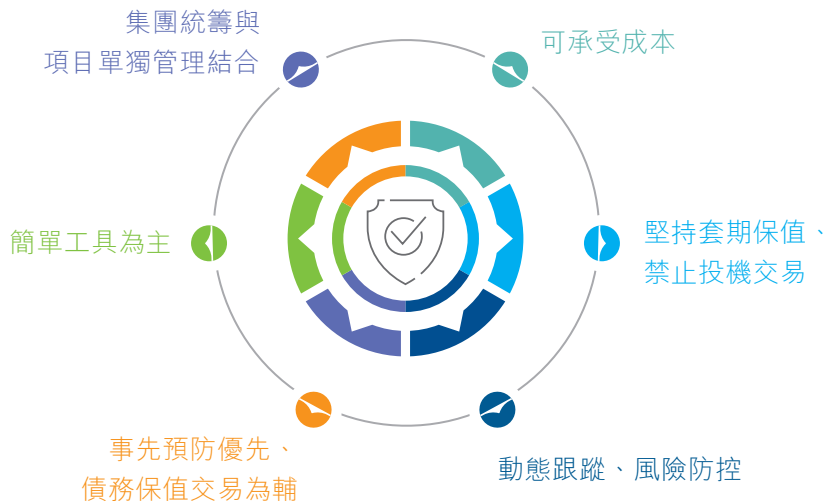 集團統籌與
項目單獨管理結合
可承受成本
簡單工具為主
堅持套期保值、
禁止投機交易
事先預防優先、
債務保值交易為輔
動態跟蹤、風險防控